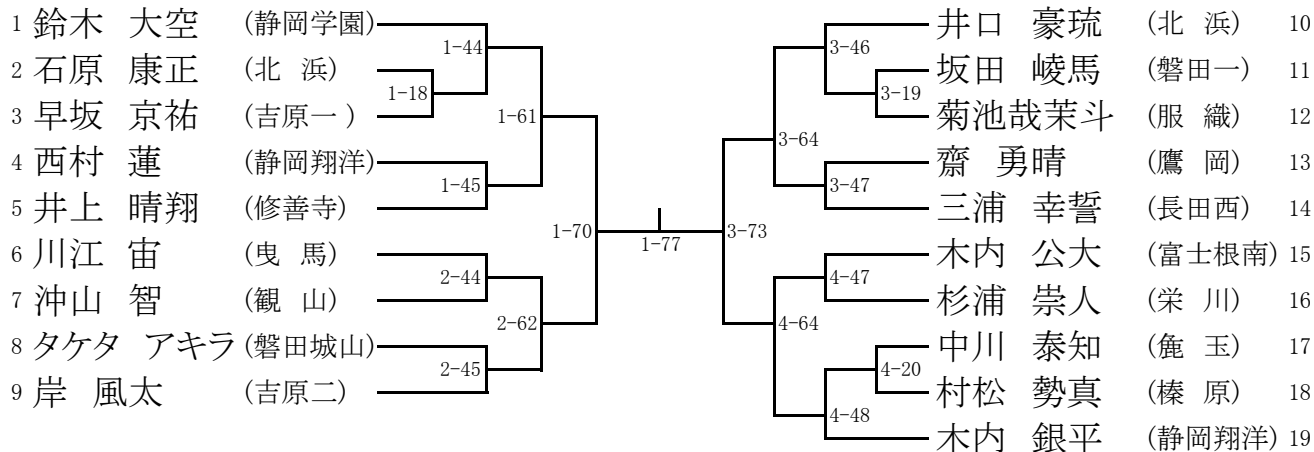 1 鈴木 大空 (静岡学園)
2 石原 康正 (北 浜)
3 早坂 京祐 (吉原一)
4 西村 蓮 (静岡翔洋)
5 井上 晴翔 (修善寺)
6 川江 宙 (曳 馬)
7 沖山 智 (観 山)
8 タケタ アキラ (磐田城山)
9 岸 風太 (吉原二)
1-44
1-18
1-61
1-45
1-70
2-44
2-62
2-45
1-77
3-46
3-19
3-64
3-47
3-73
4-47
4-64
4-20
4-48
井口 豪琉 (北 浜) 10
坂田 崚馬 (磐田一) 11
菊池哉茉斗 (服 織) 12
齋 勇晴 (鷹 岡) 13
三浦 幸誓 (長田西) 14
木内 公大 (富士根南) 15
杉浦 崇人 (栄 川) 16
中川 泰知 (麁 玉) 17
村松 勢真 (榛 原) 18
木内 銀平 (静岡翔洋) 19